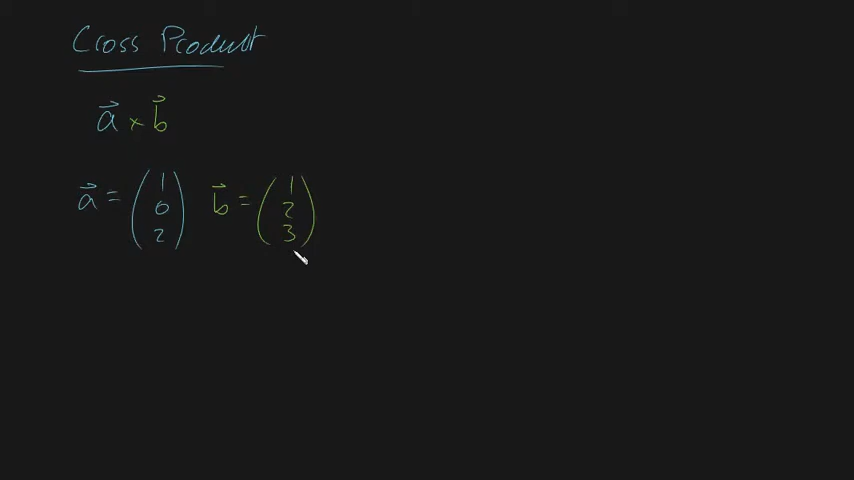 Cross Product
a⃗ × b⃗
a⃗ = (1 0 2) b⃗ = (1 2 3)